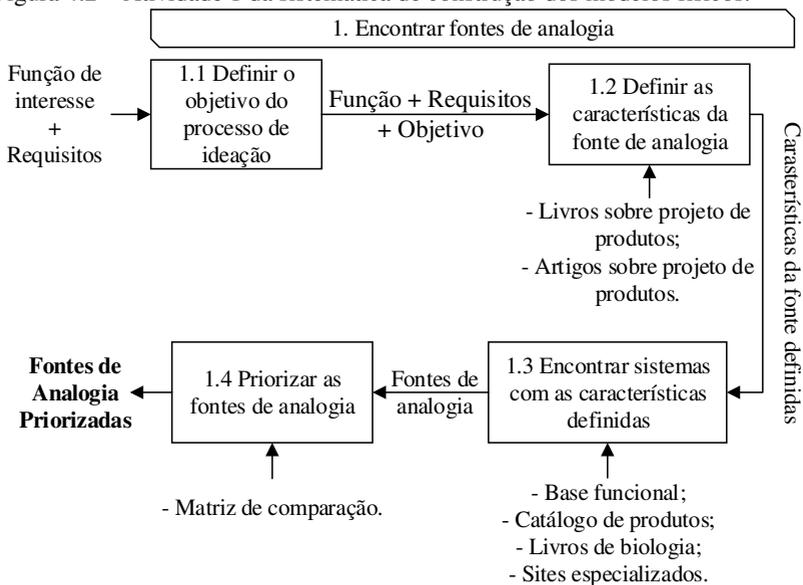 1. Encontrar fontes de analogia
Função de
interesse
+
Requisitos
1.1 Definir o
objetivo do
processo de
ideação
Função + Requisitos
+ Objetivo
1.2 Definir as
características da
fonte de analogia
- Livros sobre projeto de
produtos;
- Artigos sobre projeto de
produtos.
Carasterísticas da fonte definidas
1.3 Encontrar sistemas
com as características
definidas
- Base funcional;
- Catálogo de produtos;
- Livros de biologia;
- Sites especializados.
Fontes de
analogia
1.4 Priorizar as
fontes de analogia
- Matriz de comparação.
Fontes de
Analogia
Priorizadas